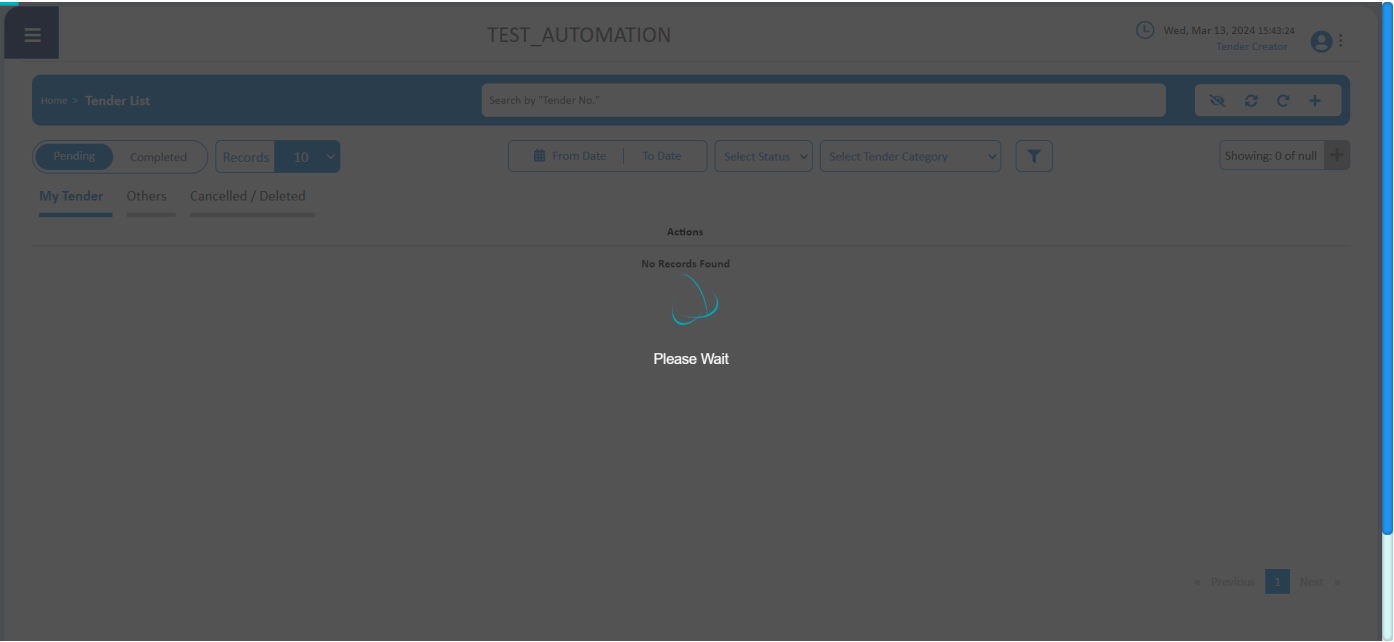 TEST_AUTOMATION
Wed, Mar 13, 2024 15:43:24
Tender Creator
Home > Tender List
Search by "Tender No."
Pending Completed Records 10 From Date To Date Select Status Select Tender Category Showing: 0 of null +
My Tender Others Cancelled / Deleted
Actions
No Records Found
Please Wait
« Previous 1 Next »